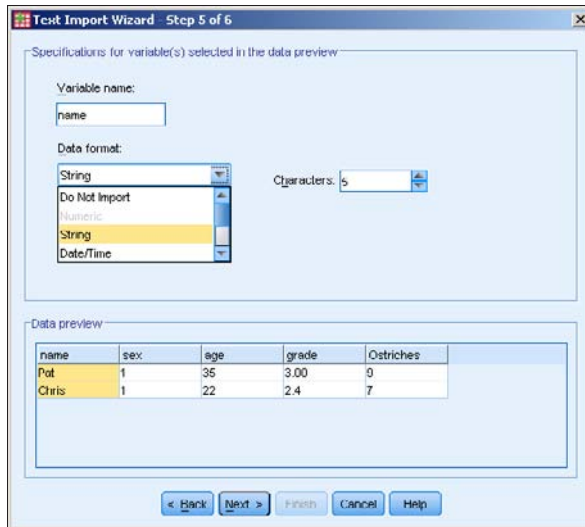 Text Import Wizard - Step 5 of 6
Specifications for variable(s) selected in the data preview
Variable name:
name
Data format:
String
Characters: 5
Do Not Import
Numeric
String
Date/Time
Data preview
name sex age grade Ostriches
Pat 1 35 3.00 9
Chris 1 22 2.4 7
< Back Next > Finish Cancel Help